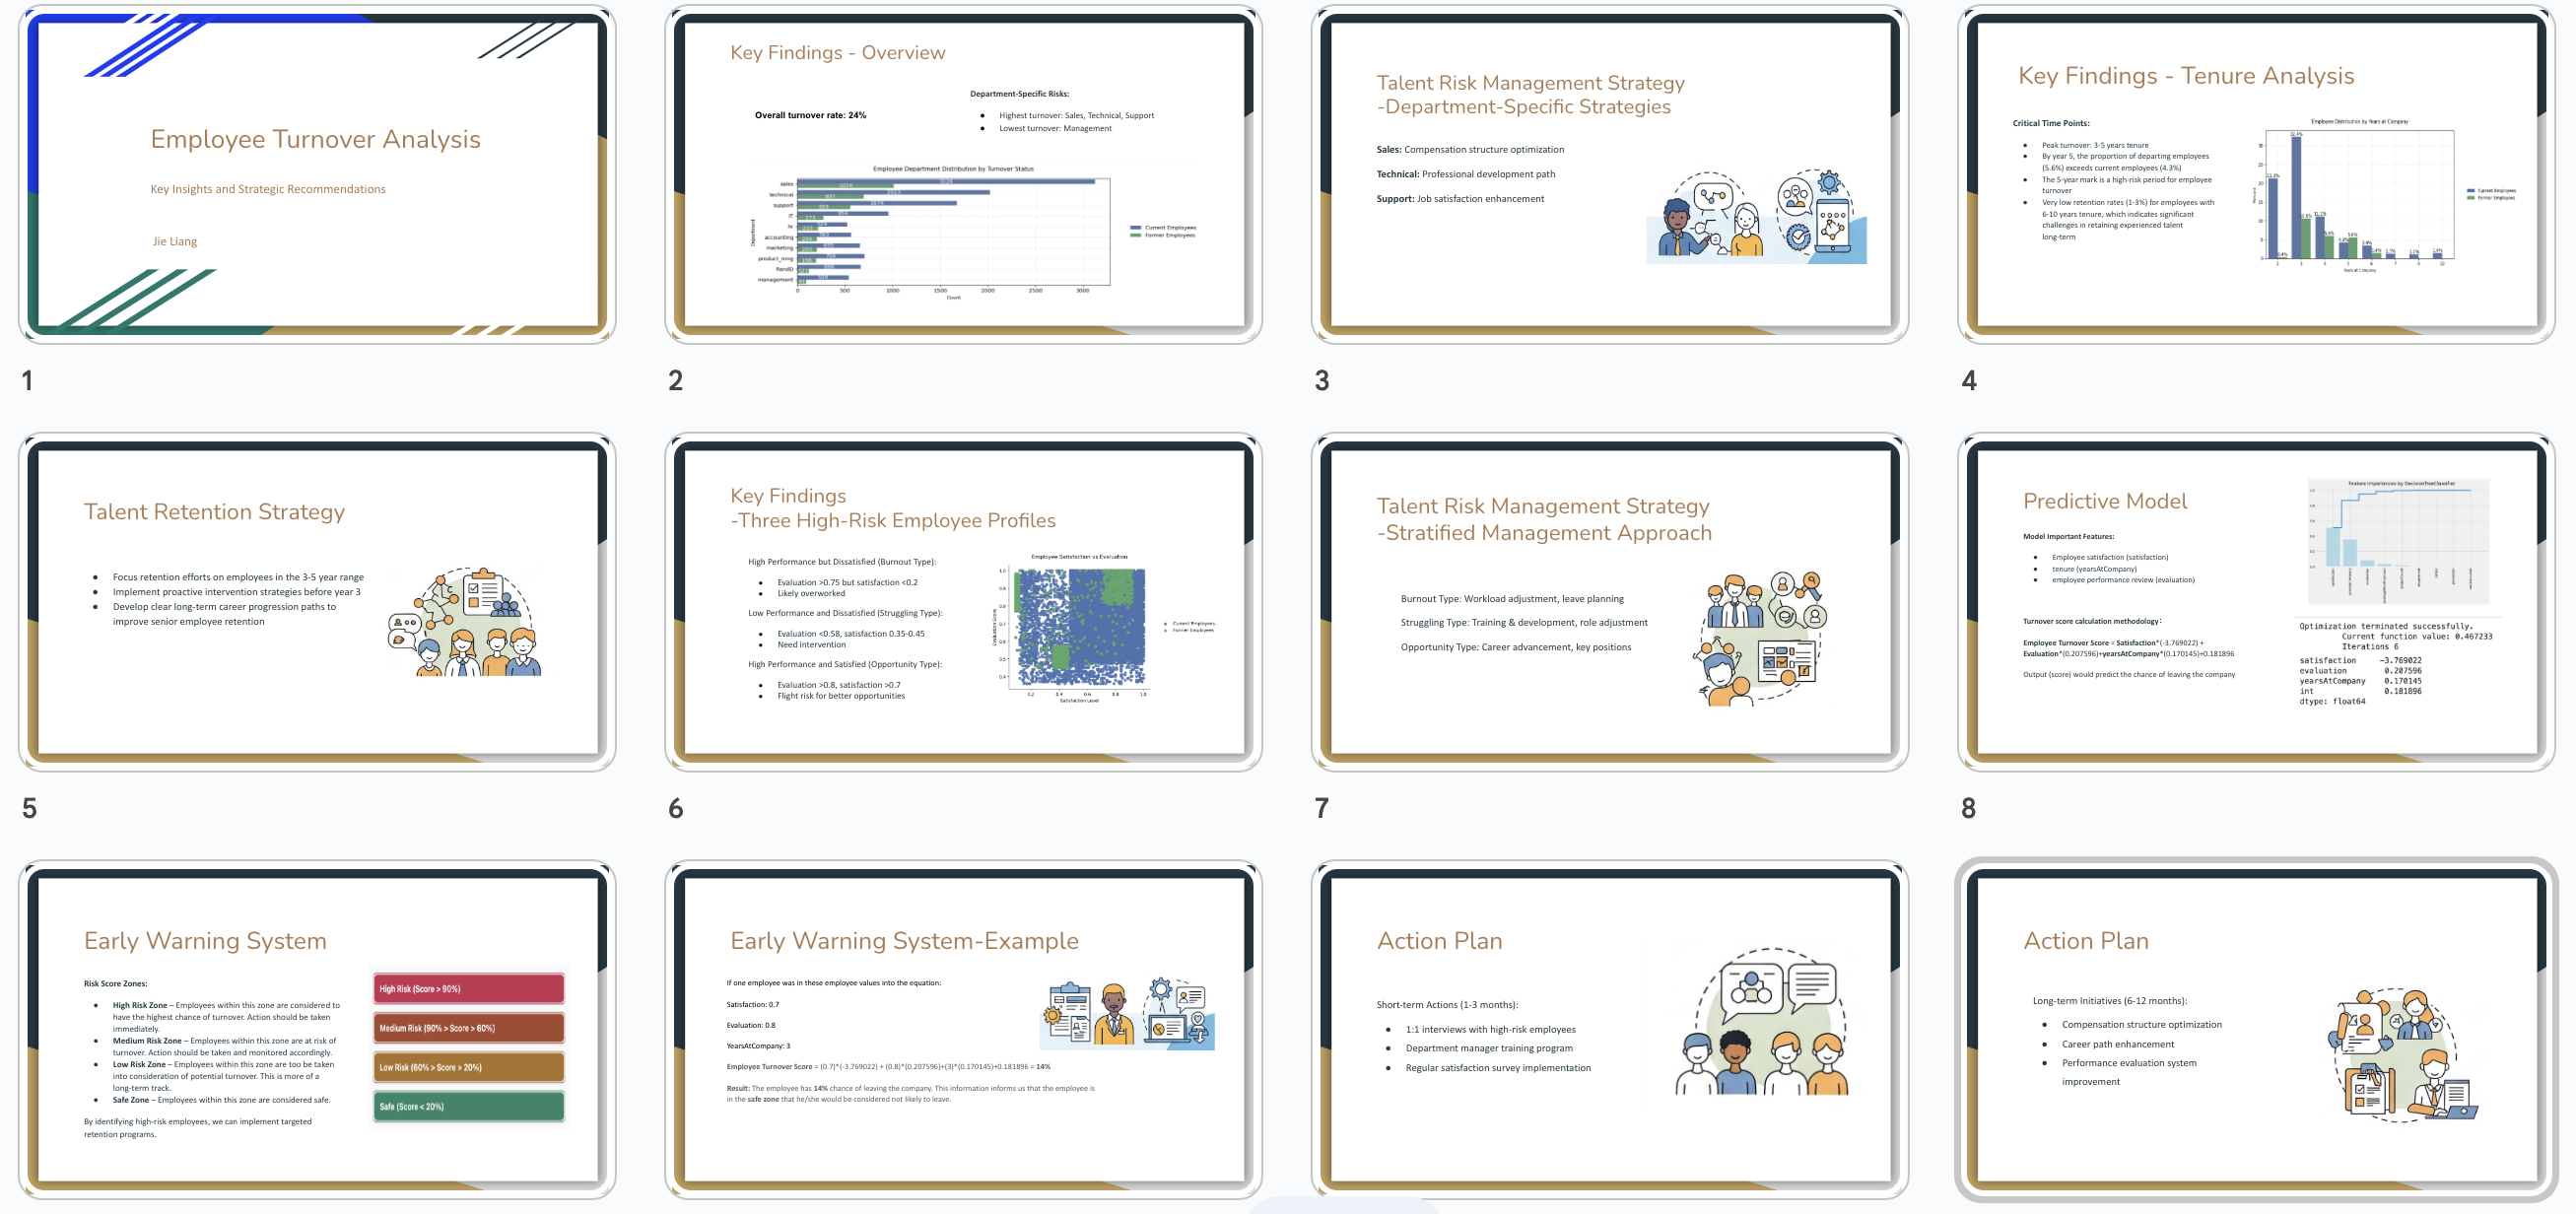 Employee Turnover Analysis
Key Insights and Strategic Recommendations
Jie Liang
1
Key Findings - Overview
Overall turnover rate: 24%
Department-Specific Risks:
● Highest turnover: Sales, Technical, Support
● Lowest turnover: Management
Employee Department Distribution by Turnover Status
Department
sales
technical
support
IT
hr
accounting
marketing
product_mng
RandD
management
0 500 1000 1500 2000 2500 3000
Count
Current Employees
Former Employees
2
Talent Risk Management Strategy
-Department-Specific Strategies
Sales: Compensation structure optimization
Technical: Professional development path
Support: Job satisfaction enhancement
3
Key Findings - Tenure Analysis
Critical Time Points:
● Peak turnover: 3-5 years tenure
● By year 5, the proportion of departing employees
(5.6%) exceeds current employees (4.3%)
● The 5-year mark is a high-risk period for employee
turnover
● Very low retention rates (1-3%) for employees with
6-10 years tenure, which indicates significant
challenges in retaining experienced talent
long-term
Employee Distribution by Years at Company
Percent
Years at Company
Current Employees
Former Employees
4
Talent Retention Strategy
● Focus retention efforts on employees in the 3-5 year range
● Implement proactive intervention strategies before year 3
● Develop clear long-term career progression paths to
improve senior employee retention
5
Key Findings
-Three High-Risk Employee Profiles
High Performance but Dissatisfied (Burnout Type):
● Evaluation >0.75 but satisfaction <0.2
● Likely overworked
Low Performance and Dissatisfied (Struggling Type):
● Evaluation <0.58, satisfaction 0.35-0.45
● Need intervention
High Performance and Satisfied (Opportunity Type):
● Evaluation >0.8, satisfaction >0.7
● Flight risk for better opportunities
Employee Satisfaction vs Evaluation
Evaluation Score
1.0
0.9
0.8
0.7
0.6
0.5
0.4
0.2 0.4 0.6 0.8 1.0
Satisfaction Level
Current Employees
Former Employees
6
Talent Risk Management Strategy
-Stratified Management Approach
Burnout Type: Workload adjustment, leave planning
Struggling Type: Training & development, role adjustment
Opportunity Type: Career advancement, key positions
7
Predictive Model
Model Important Features:
● Employee satisfaction (satisfaction)
● tenure (yearsAtCompany)
● employee performance review (evaluation)
Turnover score calculation methodology:
Employee Turnover Score = Satisfaction*(-3.769022) +
Evaluation*(0.207596)+yearsAtCompany*(0.170145)+0.181896
Output (score) would predict the chance of leaving the company
Feature Importances by DecisionTreeClassifier
Optimization terminated successfully.
Current function value: 0.467233
Iterations 6
satisfaction -3.769022
evaluation 0.207596
yearsAtCompany 0.170145
int 0.181896
dtype: float64
8
Early Warning System
Risk Score Zones:
● High Risk Zone – Employees within this zone are considered to
have the highest chance of turnover. Action should be taken
immediately.
● Medium Risk Zone – Employees within this zone are at risk of
turnover. Action should be taken and monitored accordingly.
● Low Risk Zone – Employees within this zone are too be taken
into consideration of potential turnover. This is more of a
long-term track.
● Safe Zone – Employees within this zone are considered safe.
By identifying high-risk employees, we can implement targeted
retention programs.
High Risk (Score > 90%)
Medium Risk (90% > Score > 60%)
Low Risk (60% > Score > 20%)
Safe (Score < 20%)
Early Warning System-Example
If one employee was in these employee values into the equation:
Satisfaction: 0.7
Evaluation: 0.8
YearsAtCompany: 3
Employee Turnover Score = (0.7)*(-3.769022) + (0.8)*(0.207596)+(3)*(0.170145)+0.181896 = 14%
Result: The employee has 14% chance of leaving the company. This information informs us that the employee is
in the safe zone that he/she would be considered not likely to leave.
Action Plan
Short-term Actions (1-3 months):
● 1:1 interviews with high-risk employees
● Department manager training program
● Regular satisfaction survey implementation
Action Plan
Long-term Initiatives (6-12 months):
● Compensation structure optimization
● Career path enhancement
● Performance evaluation system
improvement